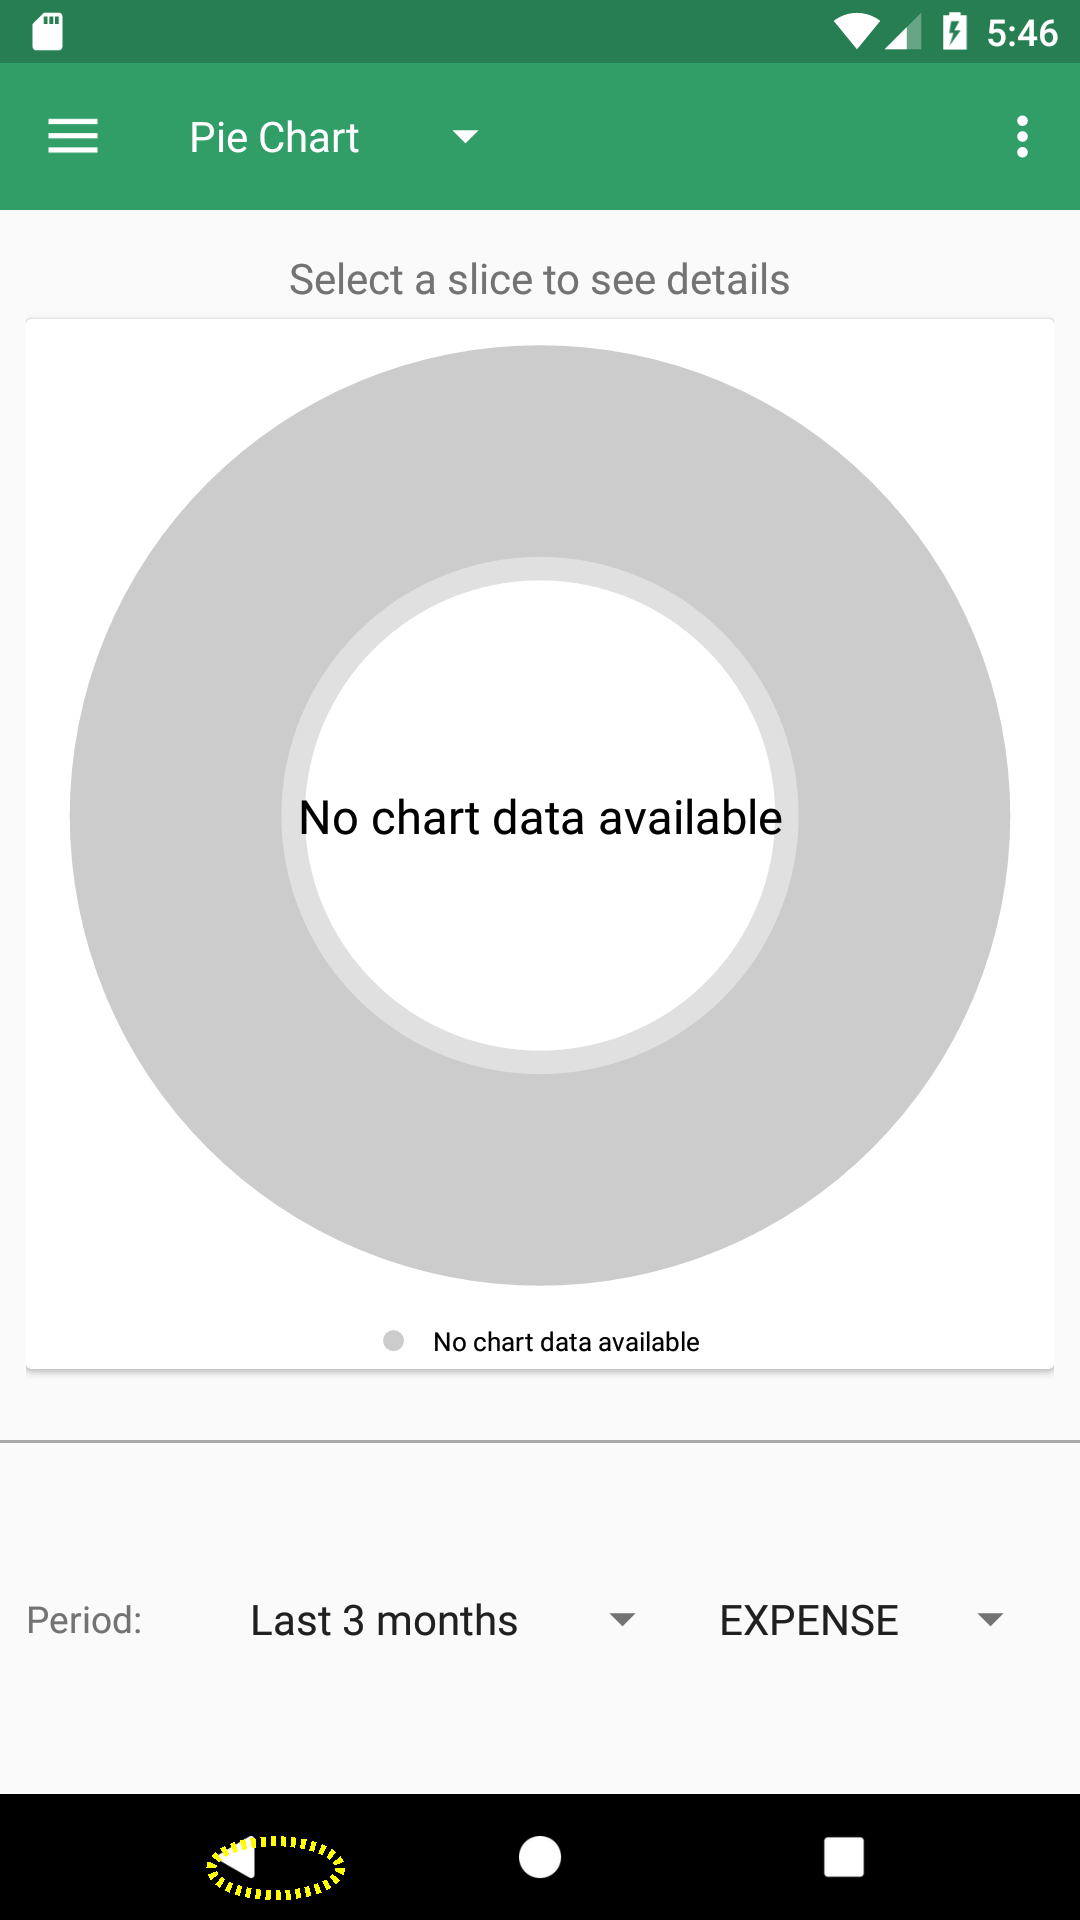 5:46
Pie Chart
Select a slice to see details
No chart data available
No chart data available
Period: Last 3 months EXPENSE